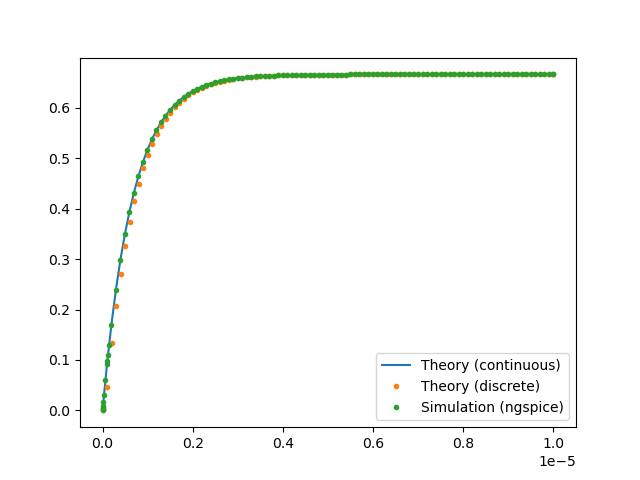 0.6
0.5
0.4
0.3
0.2
0.1
0.0
Theory (continuous)
Theory (discrete)
Simulation (ngspice)
0.0 0.2 0.4 0.6 0.8 1.0
1e−5